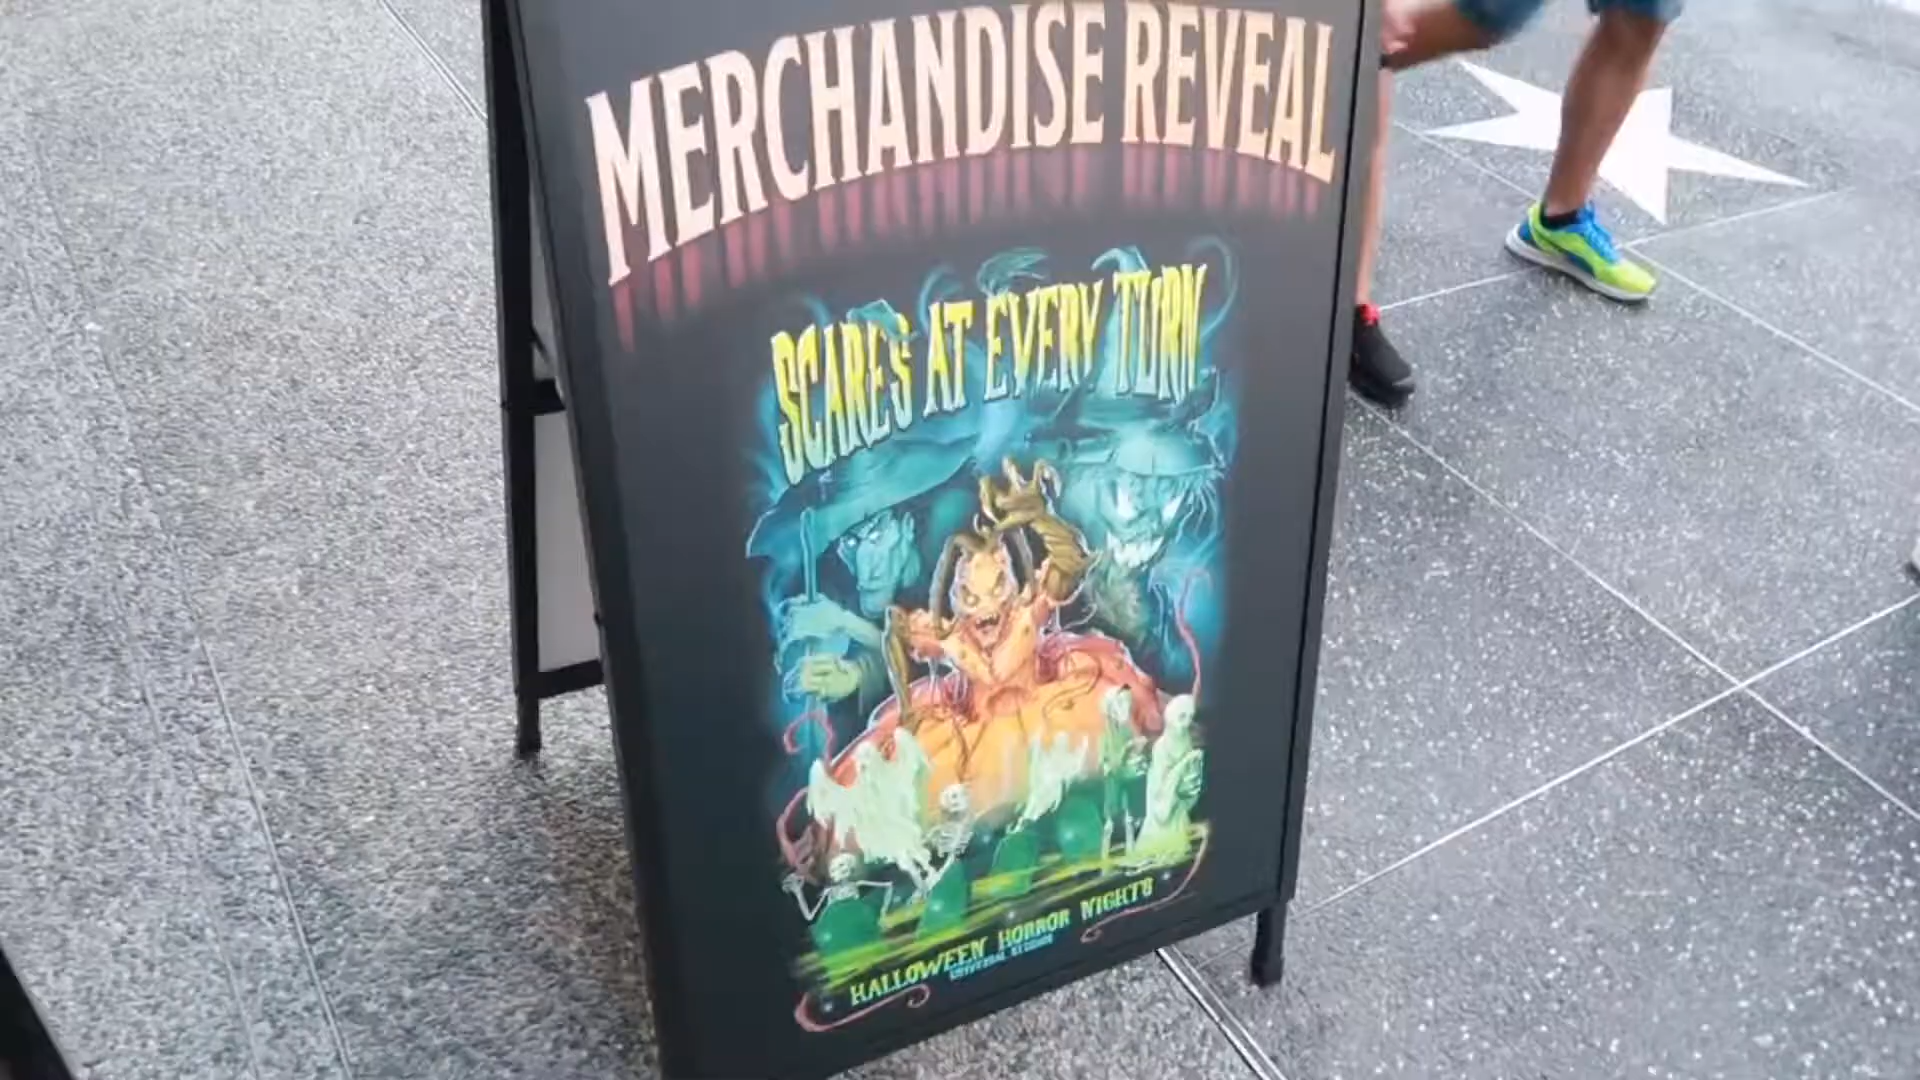 MERCHANDISE REVEAL
SCARES AT EVERY TURN
HALLOWEEN HORROR NIGHTS
UNIVERSAL STUDIOS